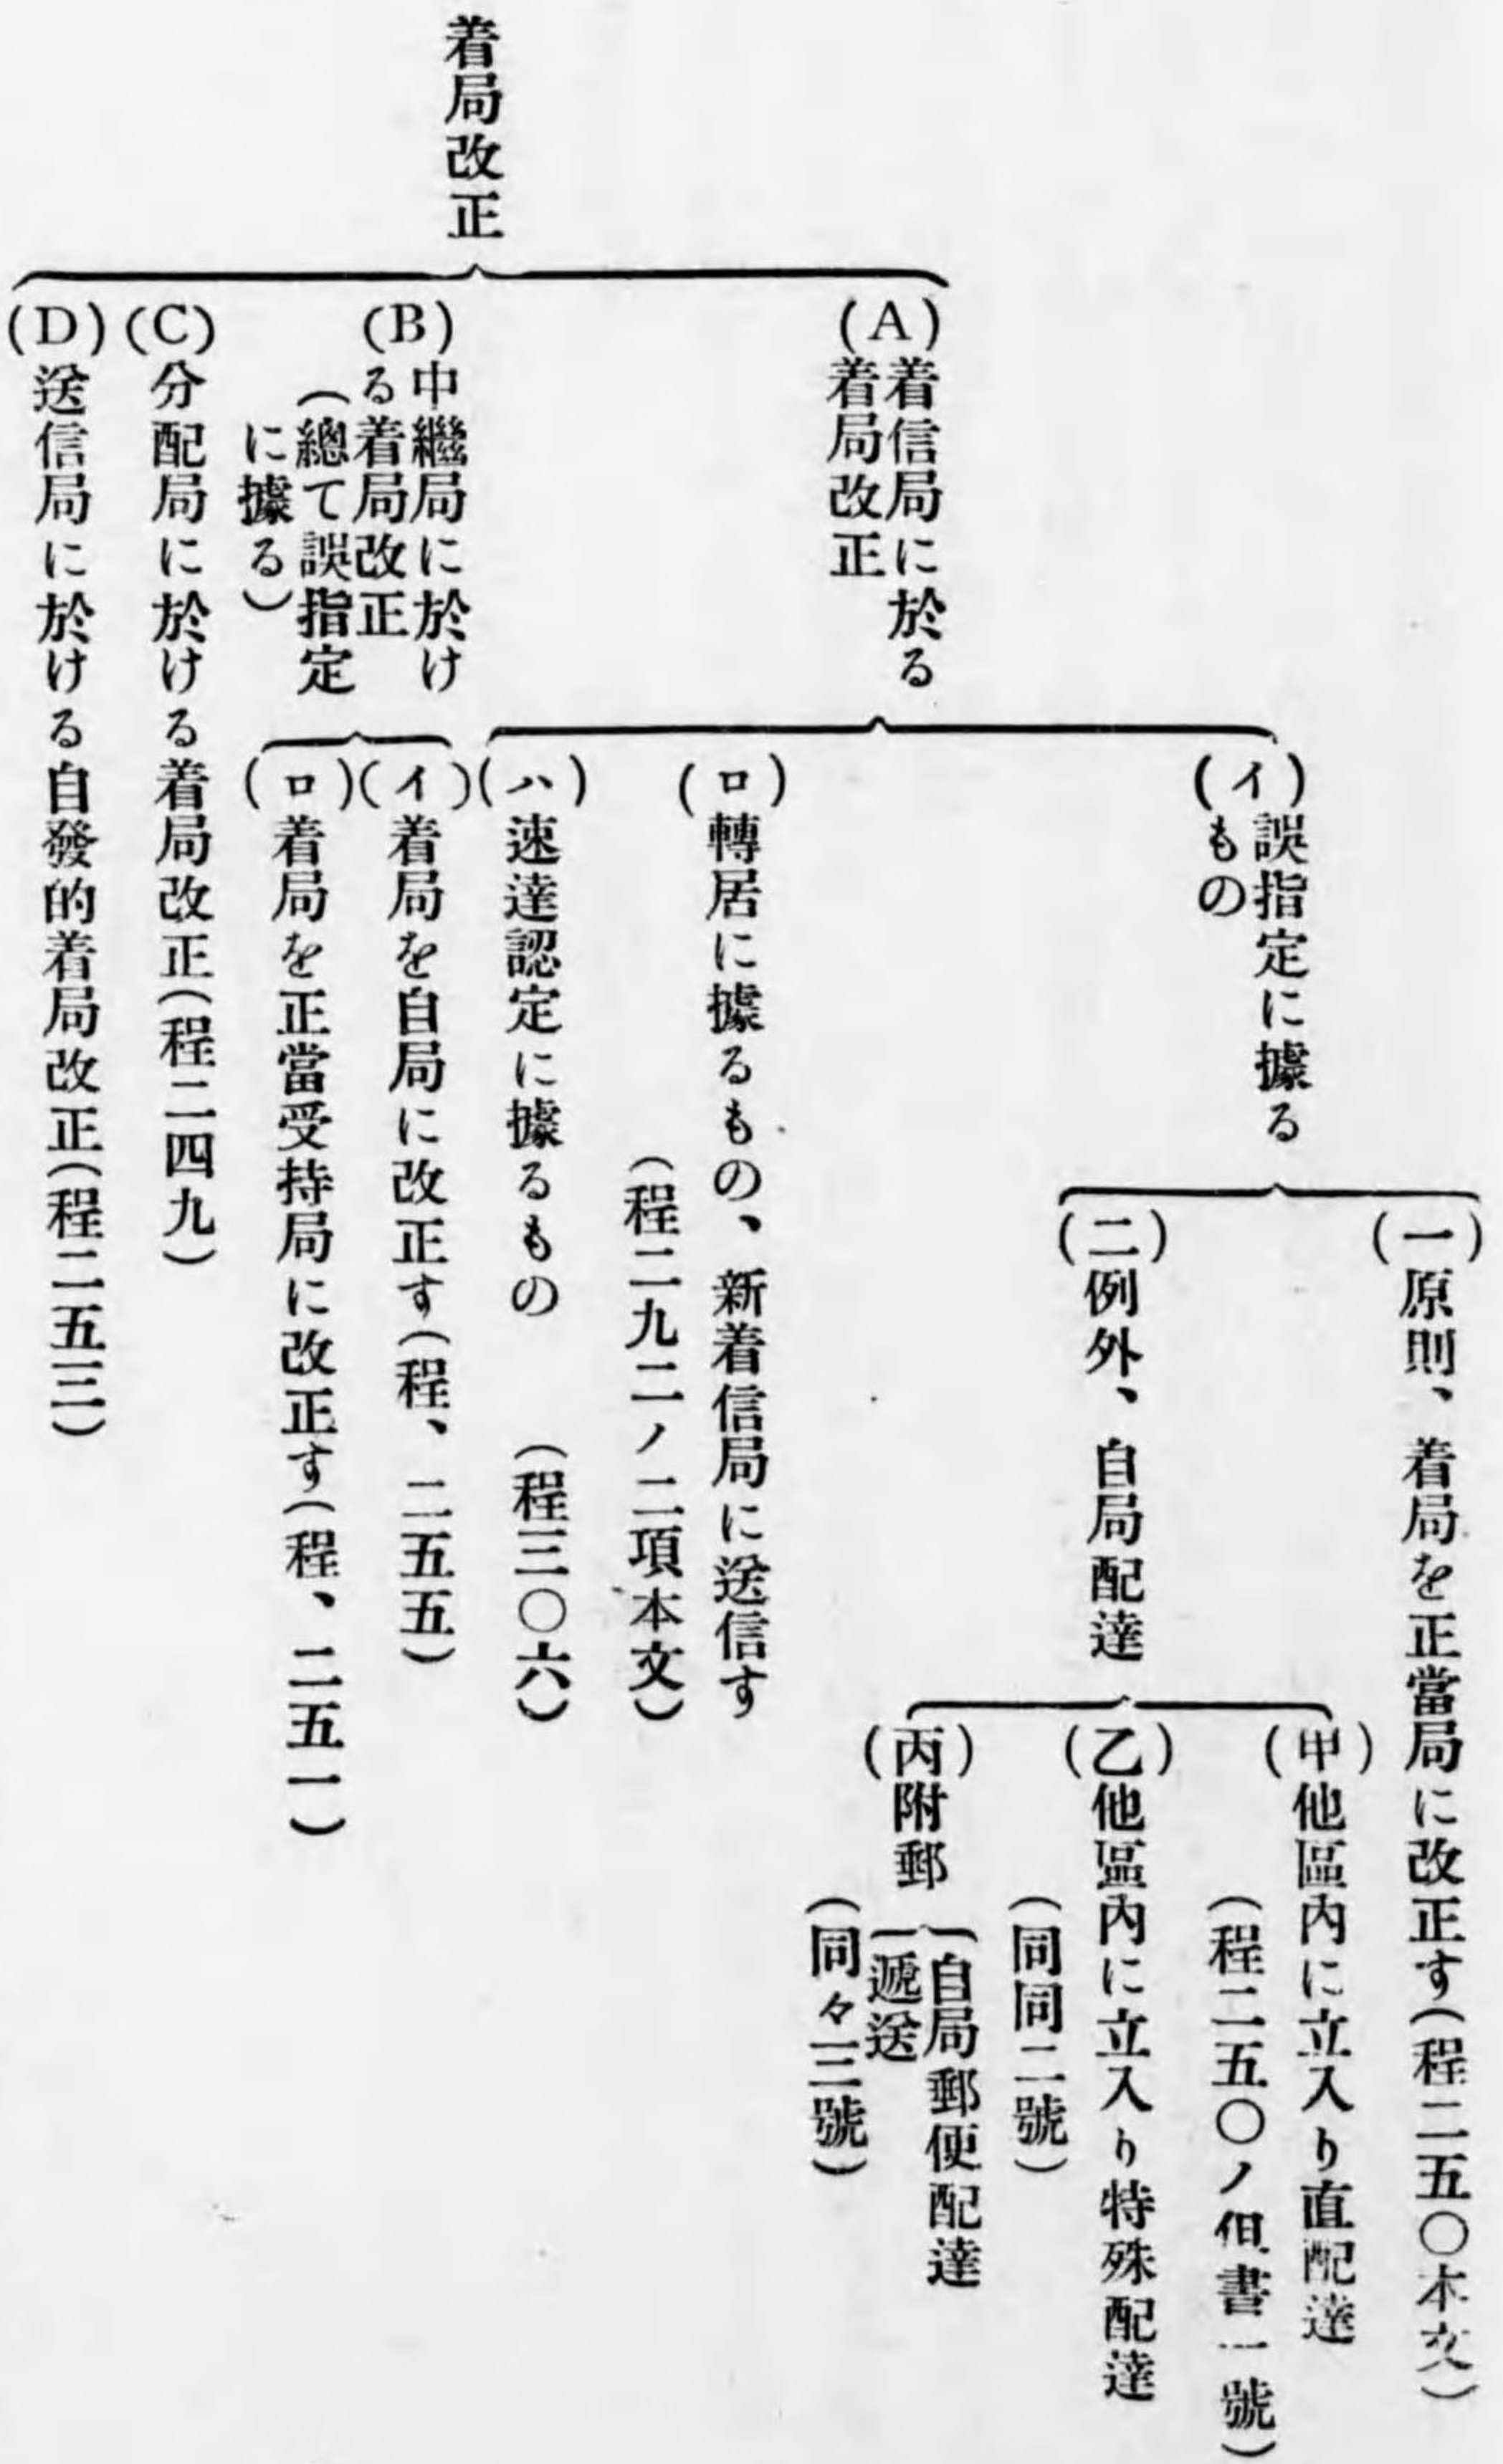 着局改正
(A)着信局に於る
着局改正
(イ)誤指定に據る
もの
(一)原則、着局を正當局に改正す(程二五〇本文)
(二)例外、自局配達
(甲)他區內に立入り直配達
(程二五〇ノ但書一號)
(乙)他區內に立入り特殊配達
(同同二號)
(丙)附郵
自局郵便配達
遞送
(同々三號)
(ロ)轉居に據るもの、新着信局に送信す
(程二九二ノ二項本文)
(ハ)速達認定に據るもの (程三〇六)
(B)中繼局に於け
る着局改正
(總て誤指定
に據る)
(イ)着局を自局に改正す(程、二五五)
(ロ)着局を正當受持局に改正す(程、二五一)
(C)分配局に於ける着局改正(程二四九)
(D)送信局に於ける自發的着局改正(程二五三)